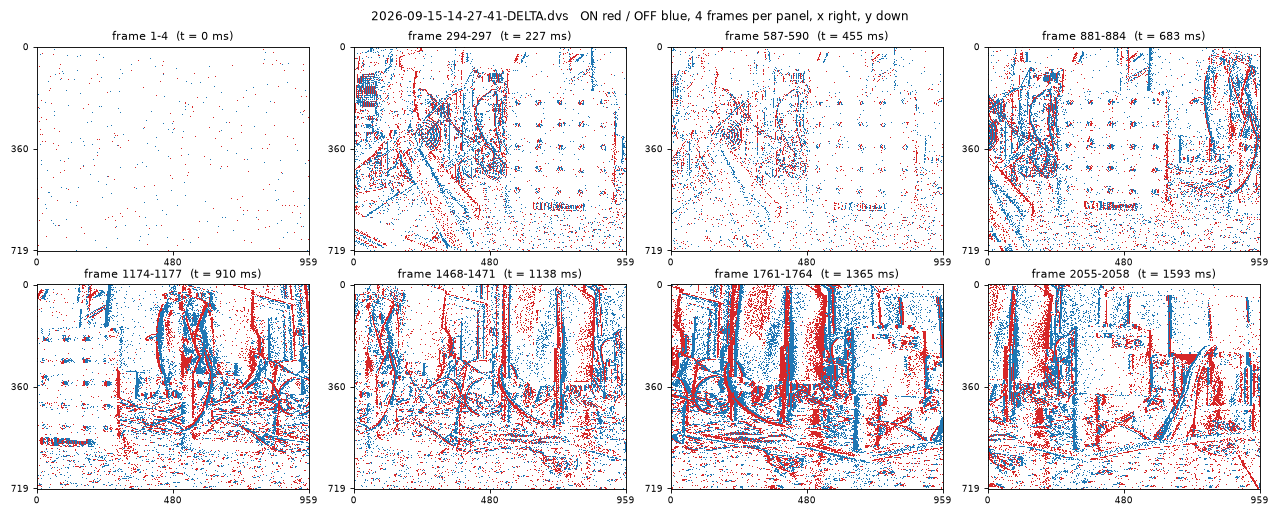 2026-09-15-14-27-41-DELTA.dvs   ON red / OFF blue, 4 frames per panel, x right, y down
frame 1-4  (t = 0 ms)
frame 294-297  (t = 227 ms)
frame 587-590  (t = 455 ms)
frame 881-884  (t = 683 ms)
0
360
719
0 480 959
0
360
719
0 480 959
0
360
719
0 480 959
0
360
719
0 480 959
frame 1174-1177  (t = 910 ms)
frame 1468-1471  (t = 1138 ms)
frame 1761-1764  (t = 1365 ms)
frame 2055-2058  (t = 1593 ms)
0
360
719
0 480 959
0
360
719
0 480 959
0
360
719
0 480 959
0
360
719
0 480 959